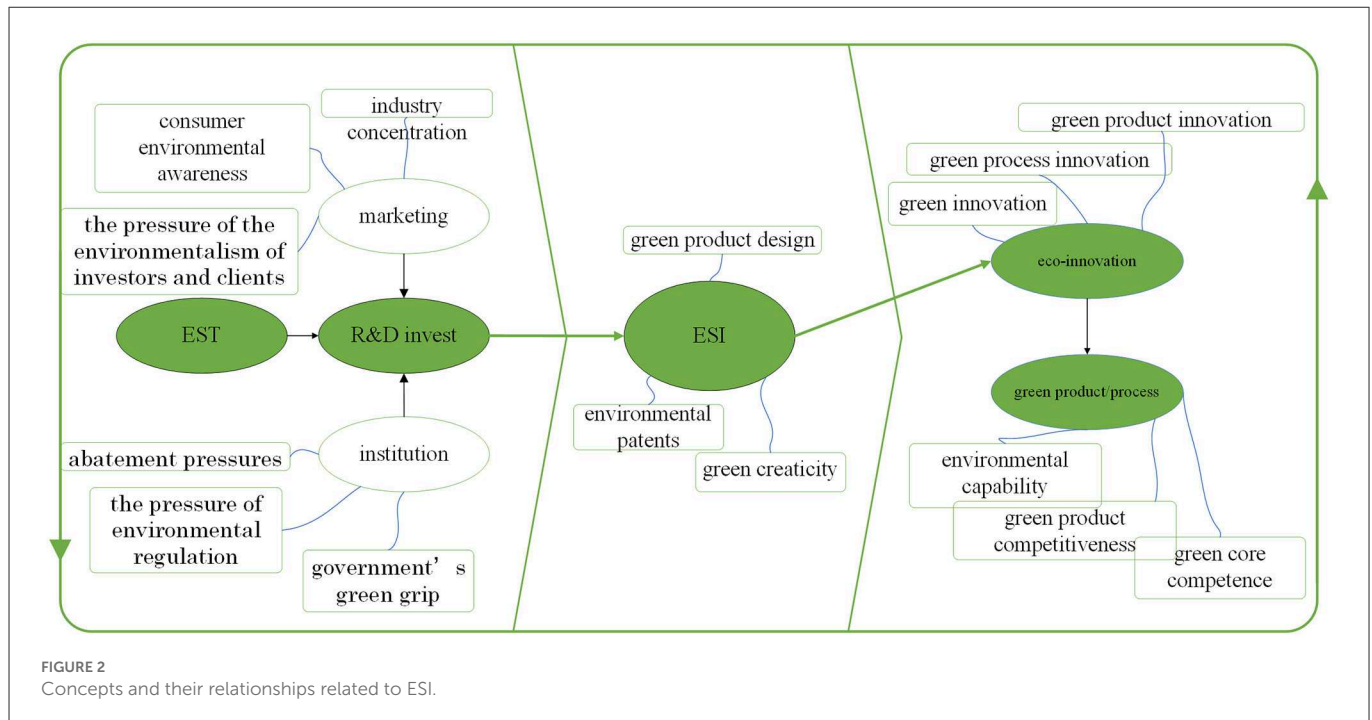 industry
concentration
consumer
environmental
awareness
marketing
the pressure of the
environmentalism of
investors and clients
EST
R&D invest
institution
abatement pressures
the pressure of
environmental
regulation
government's
green grip
green product design
ESI
environmental
patents
green creaticity
green product innovation
green process innovation
green innovation
eco-innovation
green product/process
environmental
capability
green product
competitiveness
green core
competence
FIGURE 2
Concepts and their relationships related to ESI.